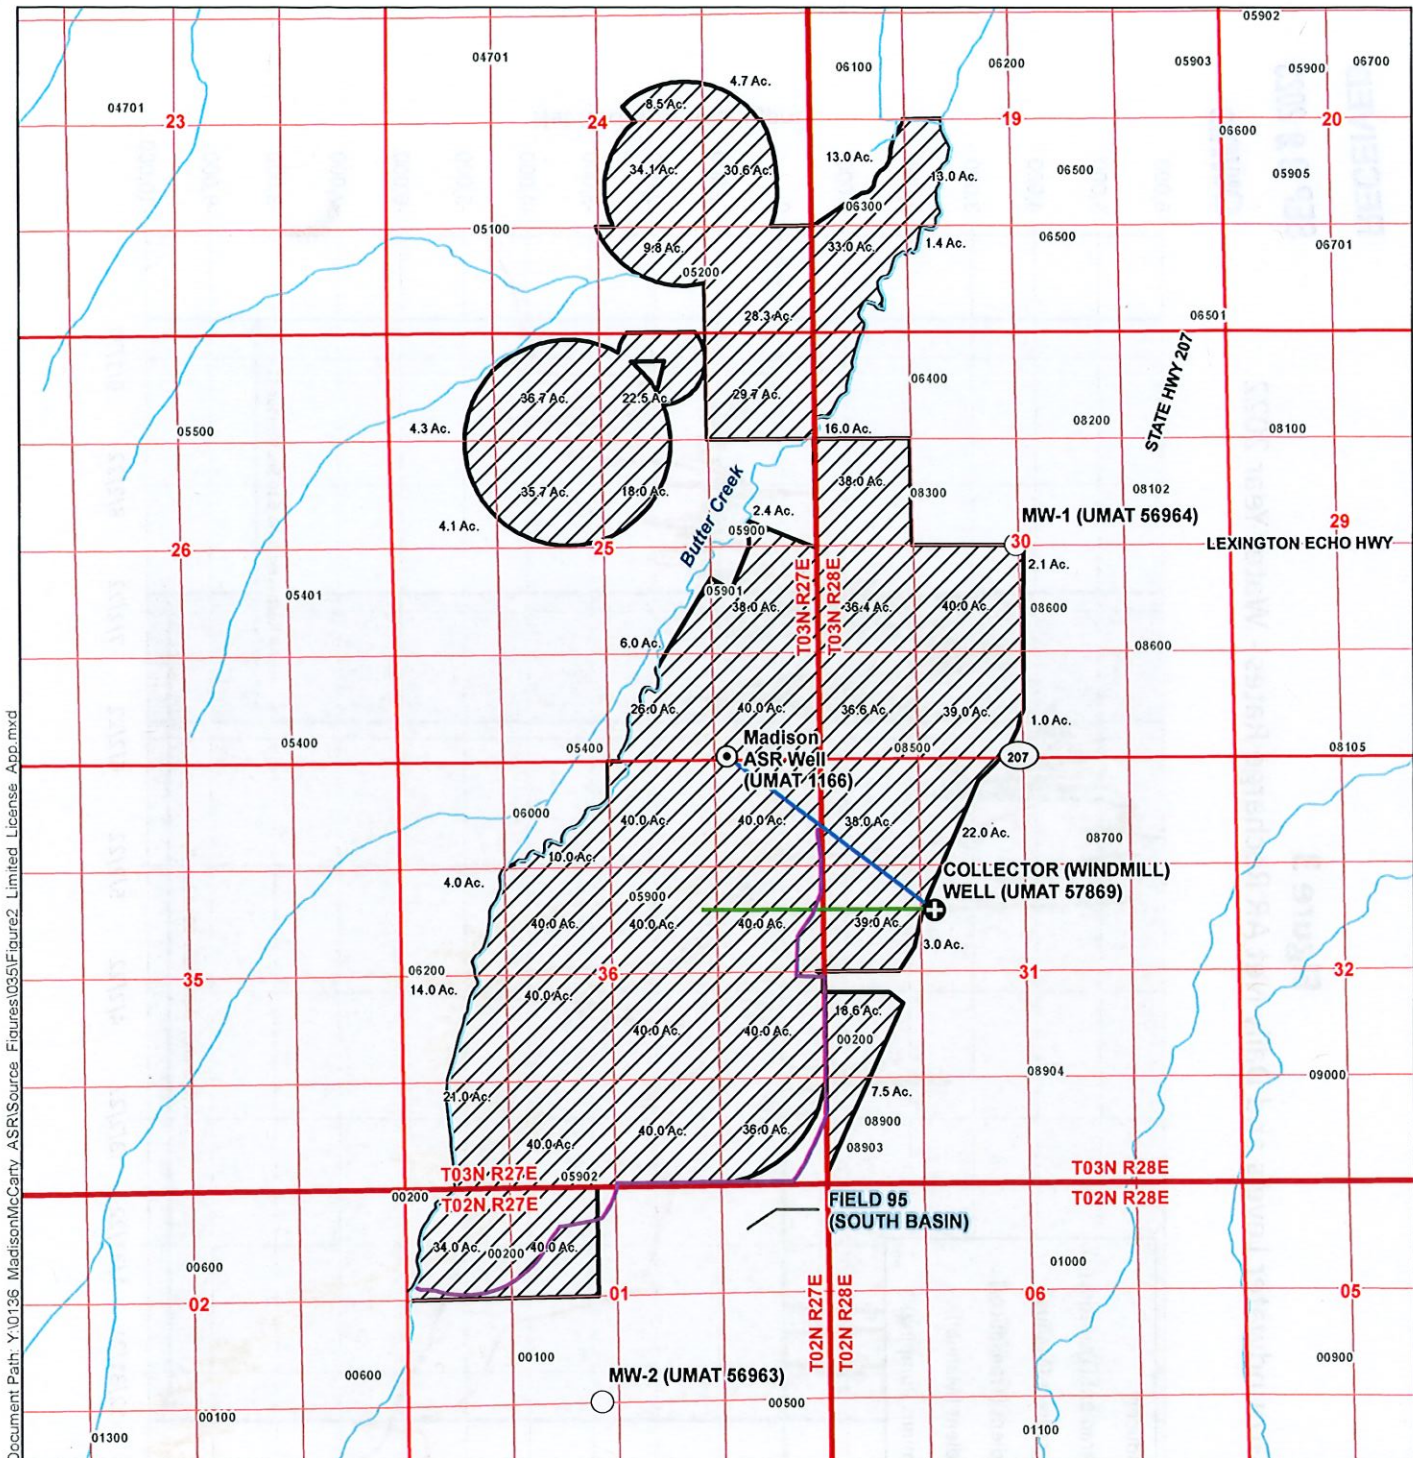 05902
04701
06100
06200
05903
05900
06700
4.7 Ac.
04701
8.5 Ac.
23
24
19
20
06600
13.0 Ac.
34.1 Ac.
30.6 Ac.
13.0 Ac.
06500
05905
06300
05100
9.8 Ac.
33.0 Ac.
1.4 Ac.
06500
06701
05200
28.3 Ac.
06501
STATE HWY 207
06400
36.7 Ac.
22.5 Ac.
29.7 Ac.
05500
4.3 Ac.
16.0 Ac.
08200
08100
35.7 Ac.
18.0 Ac.
38.0 Ac.
08300
08102
Butter Creek
2.4 Ac.
4.1 Ac.
05900
MW-1 (UMAT 56964)
29
26
25
30
LEXINGTON ECHO HWY
2.1 Ac.
05401
05901
38.0 Ac.
36.4 Ac.
40.0 Ac.
08600
T03N R27E
T03N R28E
6.0 Ac.
08600
26.0 Ac.
40.0 Ac.
36.6 Ac.
39.0 Ac.
1.0 Ac.
05400
05400
Madison
ASR Well
(UMAT 1166)
08500
207
08105
06000
40.0 Ac.
40.0 Ac.
38.0 Ac.
22.0 Ac.
08700
10.0 Ac.
4.0 Ac.
COLLECTOR (WINDMILL)
WELL (UMAT 57869)
05900
40.0 Ac.
40.0 Ac.
40.0 Ac.
39.0 Ac.
3.0 Ac.
35
06200
36
31
32
14.0 Ac.
40.0 Ac.
18.6 Ac.
40.0 Ac.
40.0 Ac.
00200
08904
09000
21.0 Ac.
7.5 Ac.
08900
40.0 Ac.
40.0 Ac.
36.0 Ac.
08903
T03N R27E
05902
T03N R28E
00200
T02N R27E
T02N R28E
FIELD 95
(SOUTH BASIN)
34.0 Ac.
00200
40.0 Ac.
00600
01000
02
01
06
05
T02N R27E
T02N R28E
00600
00100
00900
MW-2 (UMAT 56963)
00500
00100
01300
01100
Document Path: Y:\0136_MadisonMcCarty_ASR\Source_Figures\035\Figure2_Limited_License_App.mxd